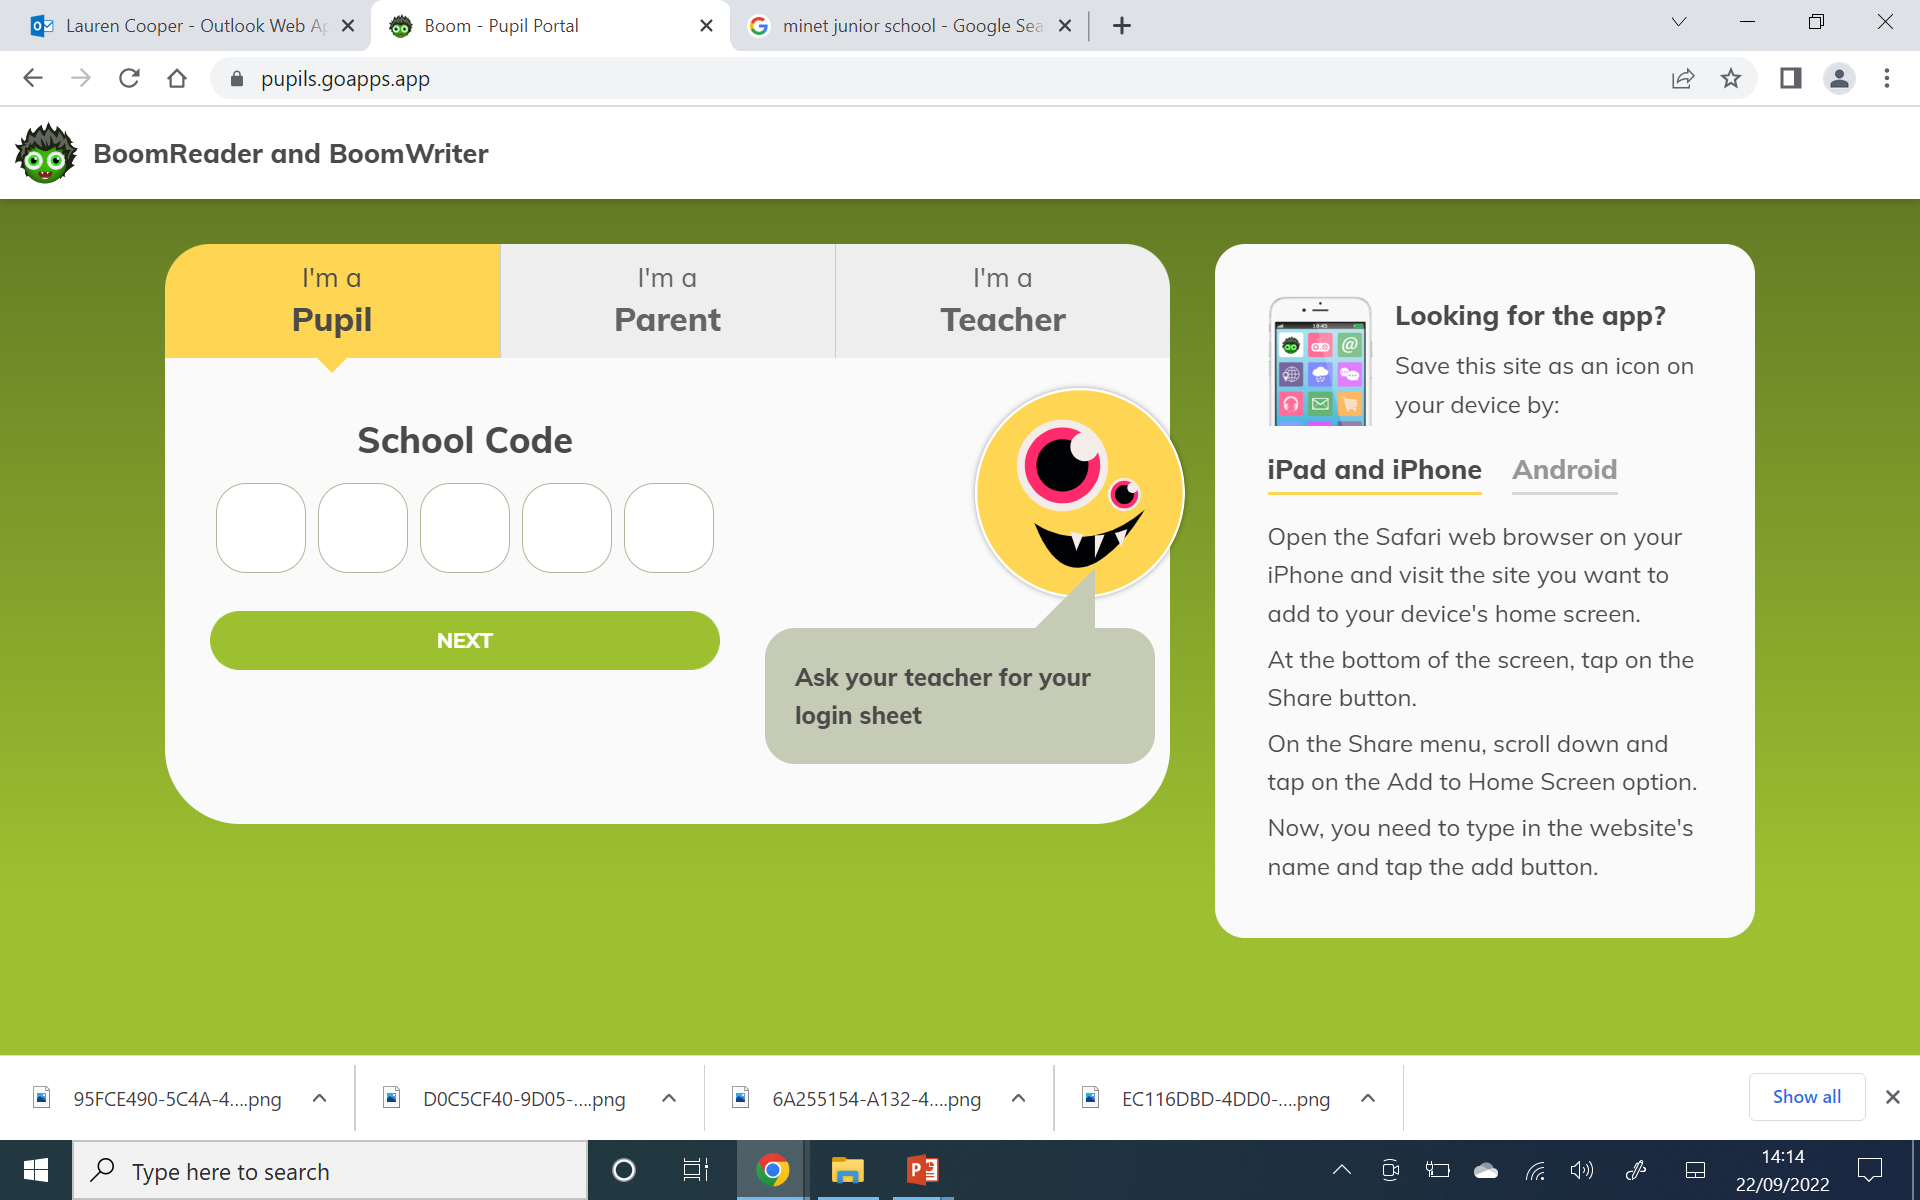 Lauren Cooper - Outlook Web Ap
Boom - Pupil Portal
minet junior school - Google Sea
pupils.goapps.app
BoomReader and BoomWriter
I'm a
Pupil
I'm a
Parent
I'm a
Teacher
School Code
NEXT
Ask your teacher for your
login sheet
10:45
Looking for the app?
Save this site as an icon on
your device by:
iPad and iPhone
Android
Open the Safari web browser on your
iPhone and visit the site you want to
add to your device's home screen.
At the bottom of the screen, tap on the
Share button.
On the Share menu, scroll down and
tap on the Add to Home Screen option.
Now, you need to type in the website's
name and tap the add button.
95FCE490-5C4A-4....png
D0C5CF40-9D05-....png
6A255154-A132-4....png
EC116DBD-4DD0-....png
Show all
Type here to search
14:14
22/09/2022